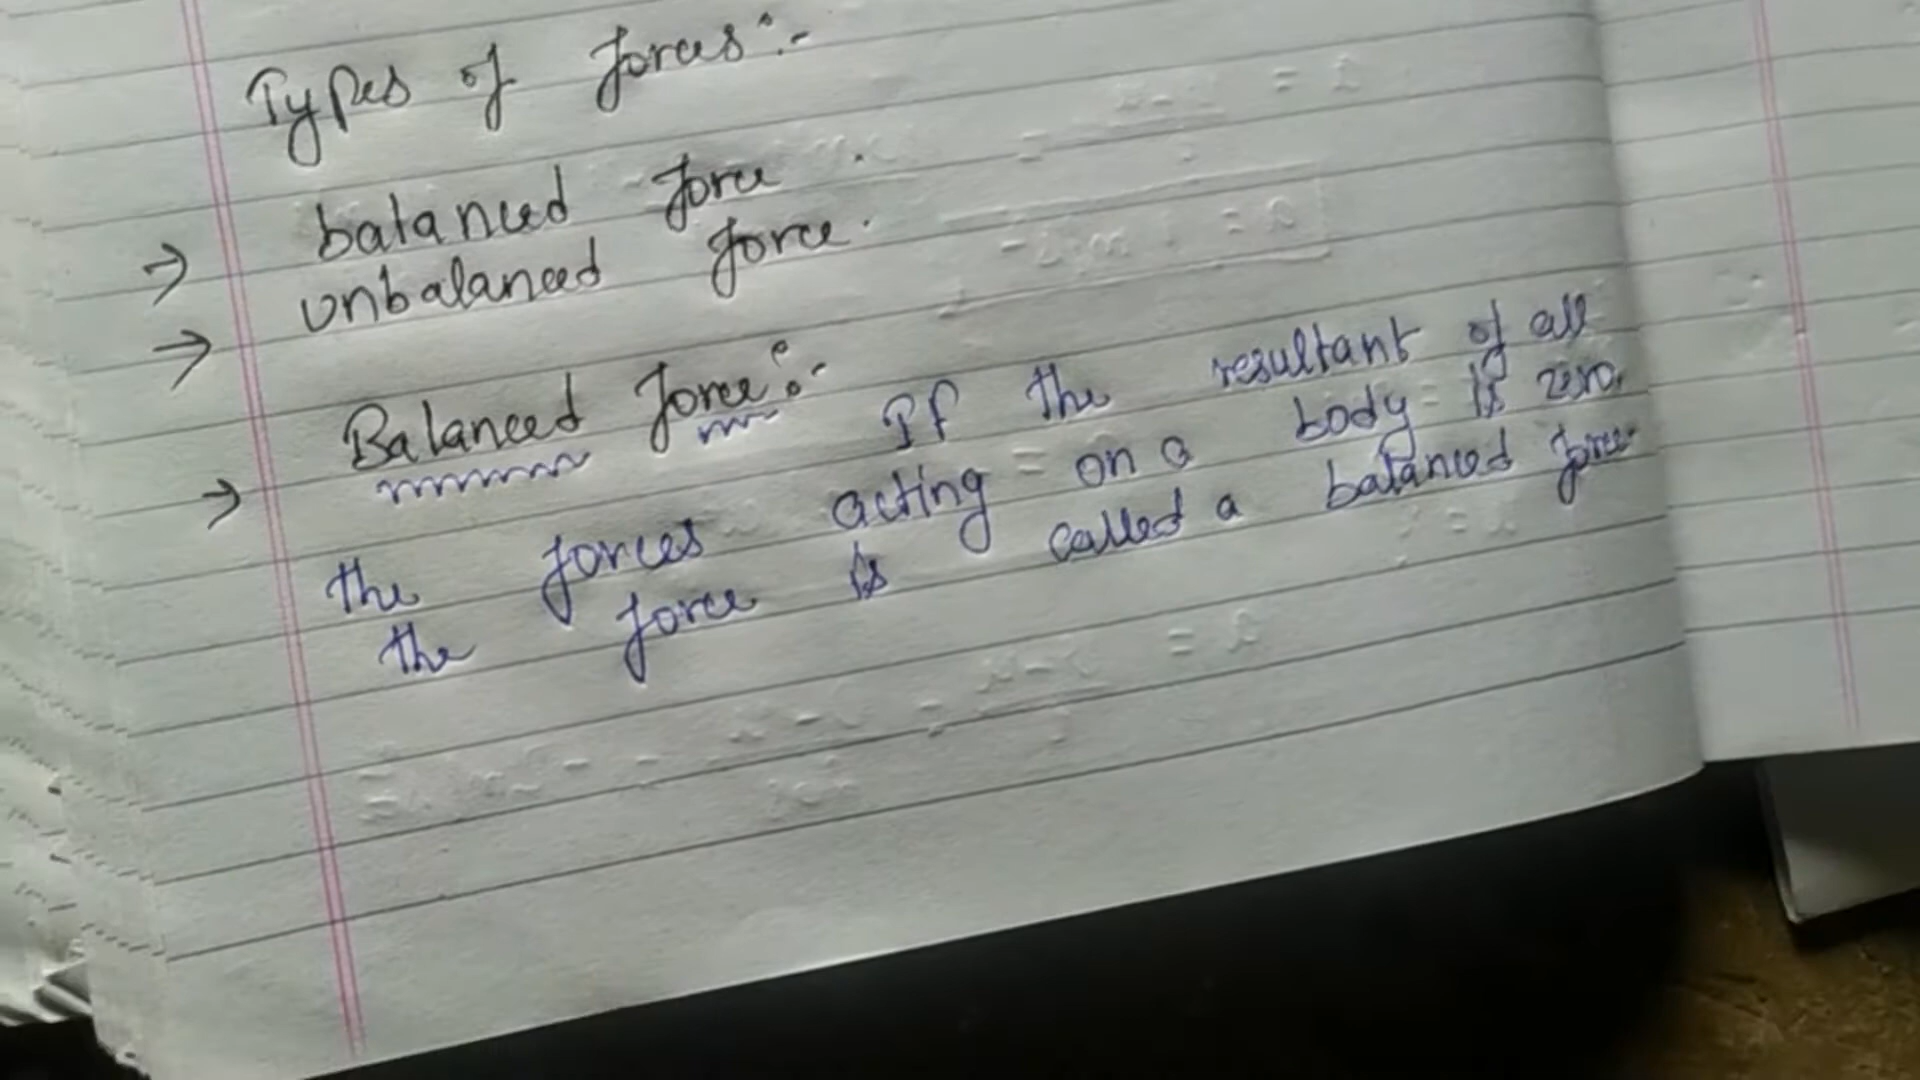 Types of forces :-
→ balanced force .
→ unbalanced force .
→ Balanced force :- If the resultant of all
the forces acting on a body is zero,
the force is called a balanced force.